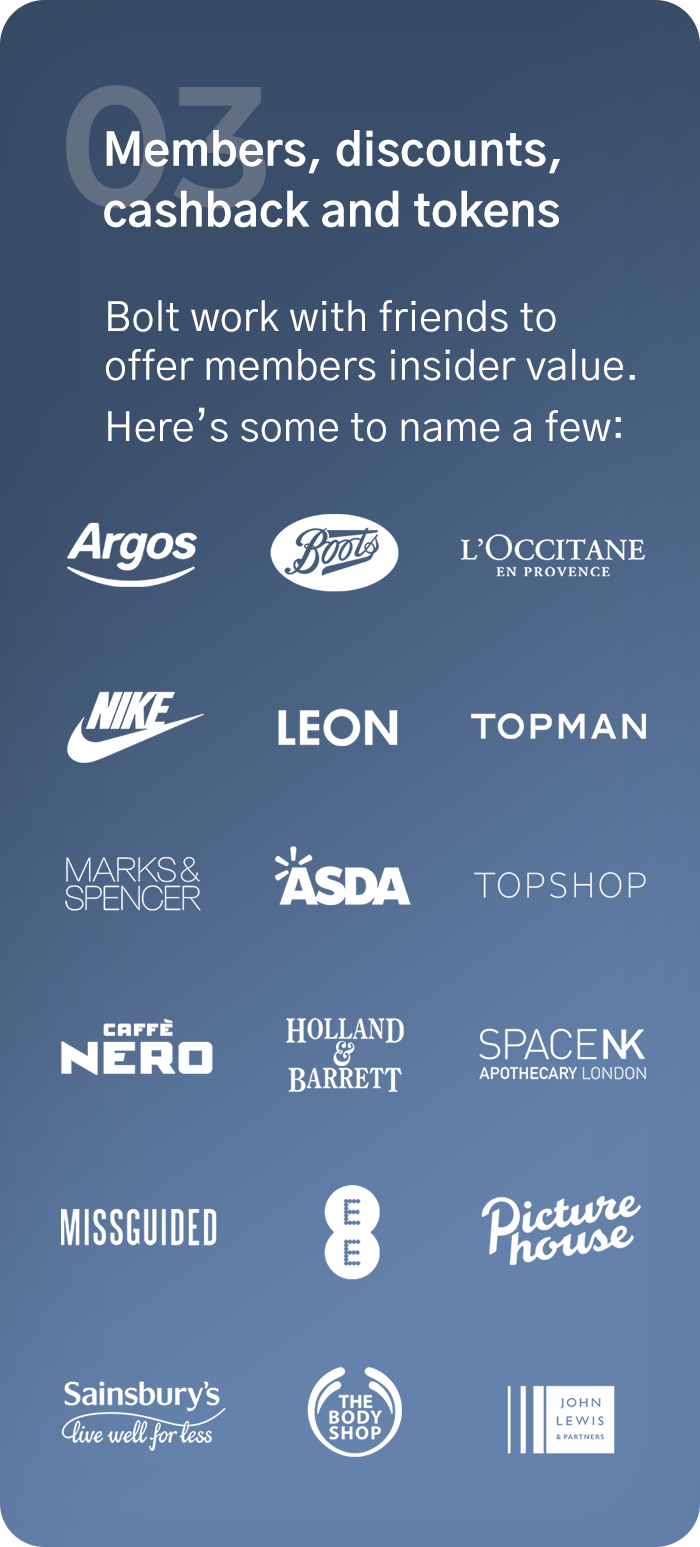 03
Members, discounts,
cashback and tokens
Bolt work with friends to
offer members insider value.
Here’s some to name a few:
Argos
Boots
L’OCCITANE
EN PROVENCE
NIKE
LEON
TOPMAN
MARKS &
SPENCER
ASDA
TOPSHOP
CAFFÈ
NERO
HOLLAND
&
BARRETT
SPACENK
APOTHECARY LONDON
MISSGUIDED
E
E
Picture
house
Sainsbury’s
live well for less
THE
BODY
SHOP
JOHN
LEWIS
& PARTNERS